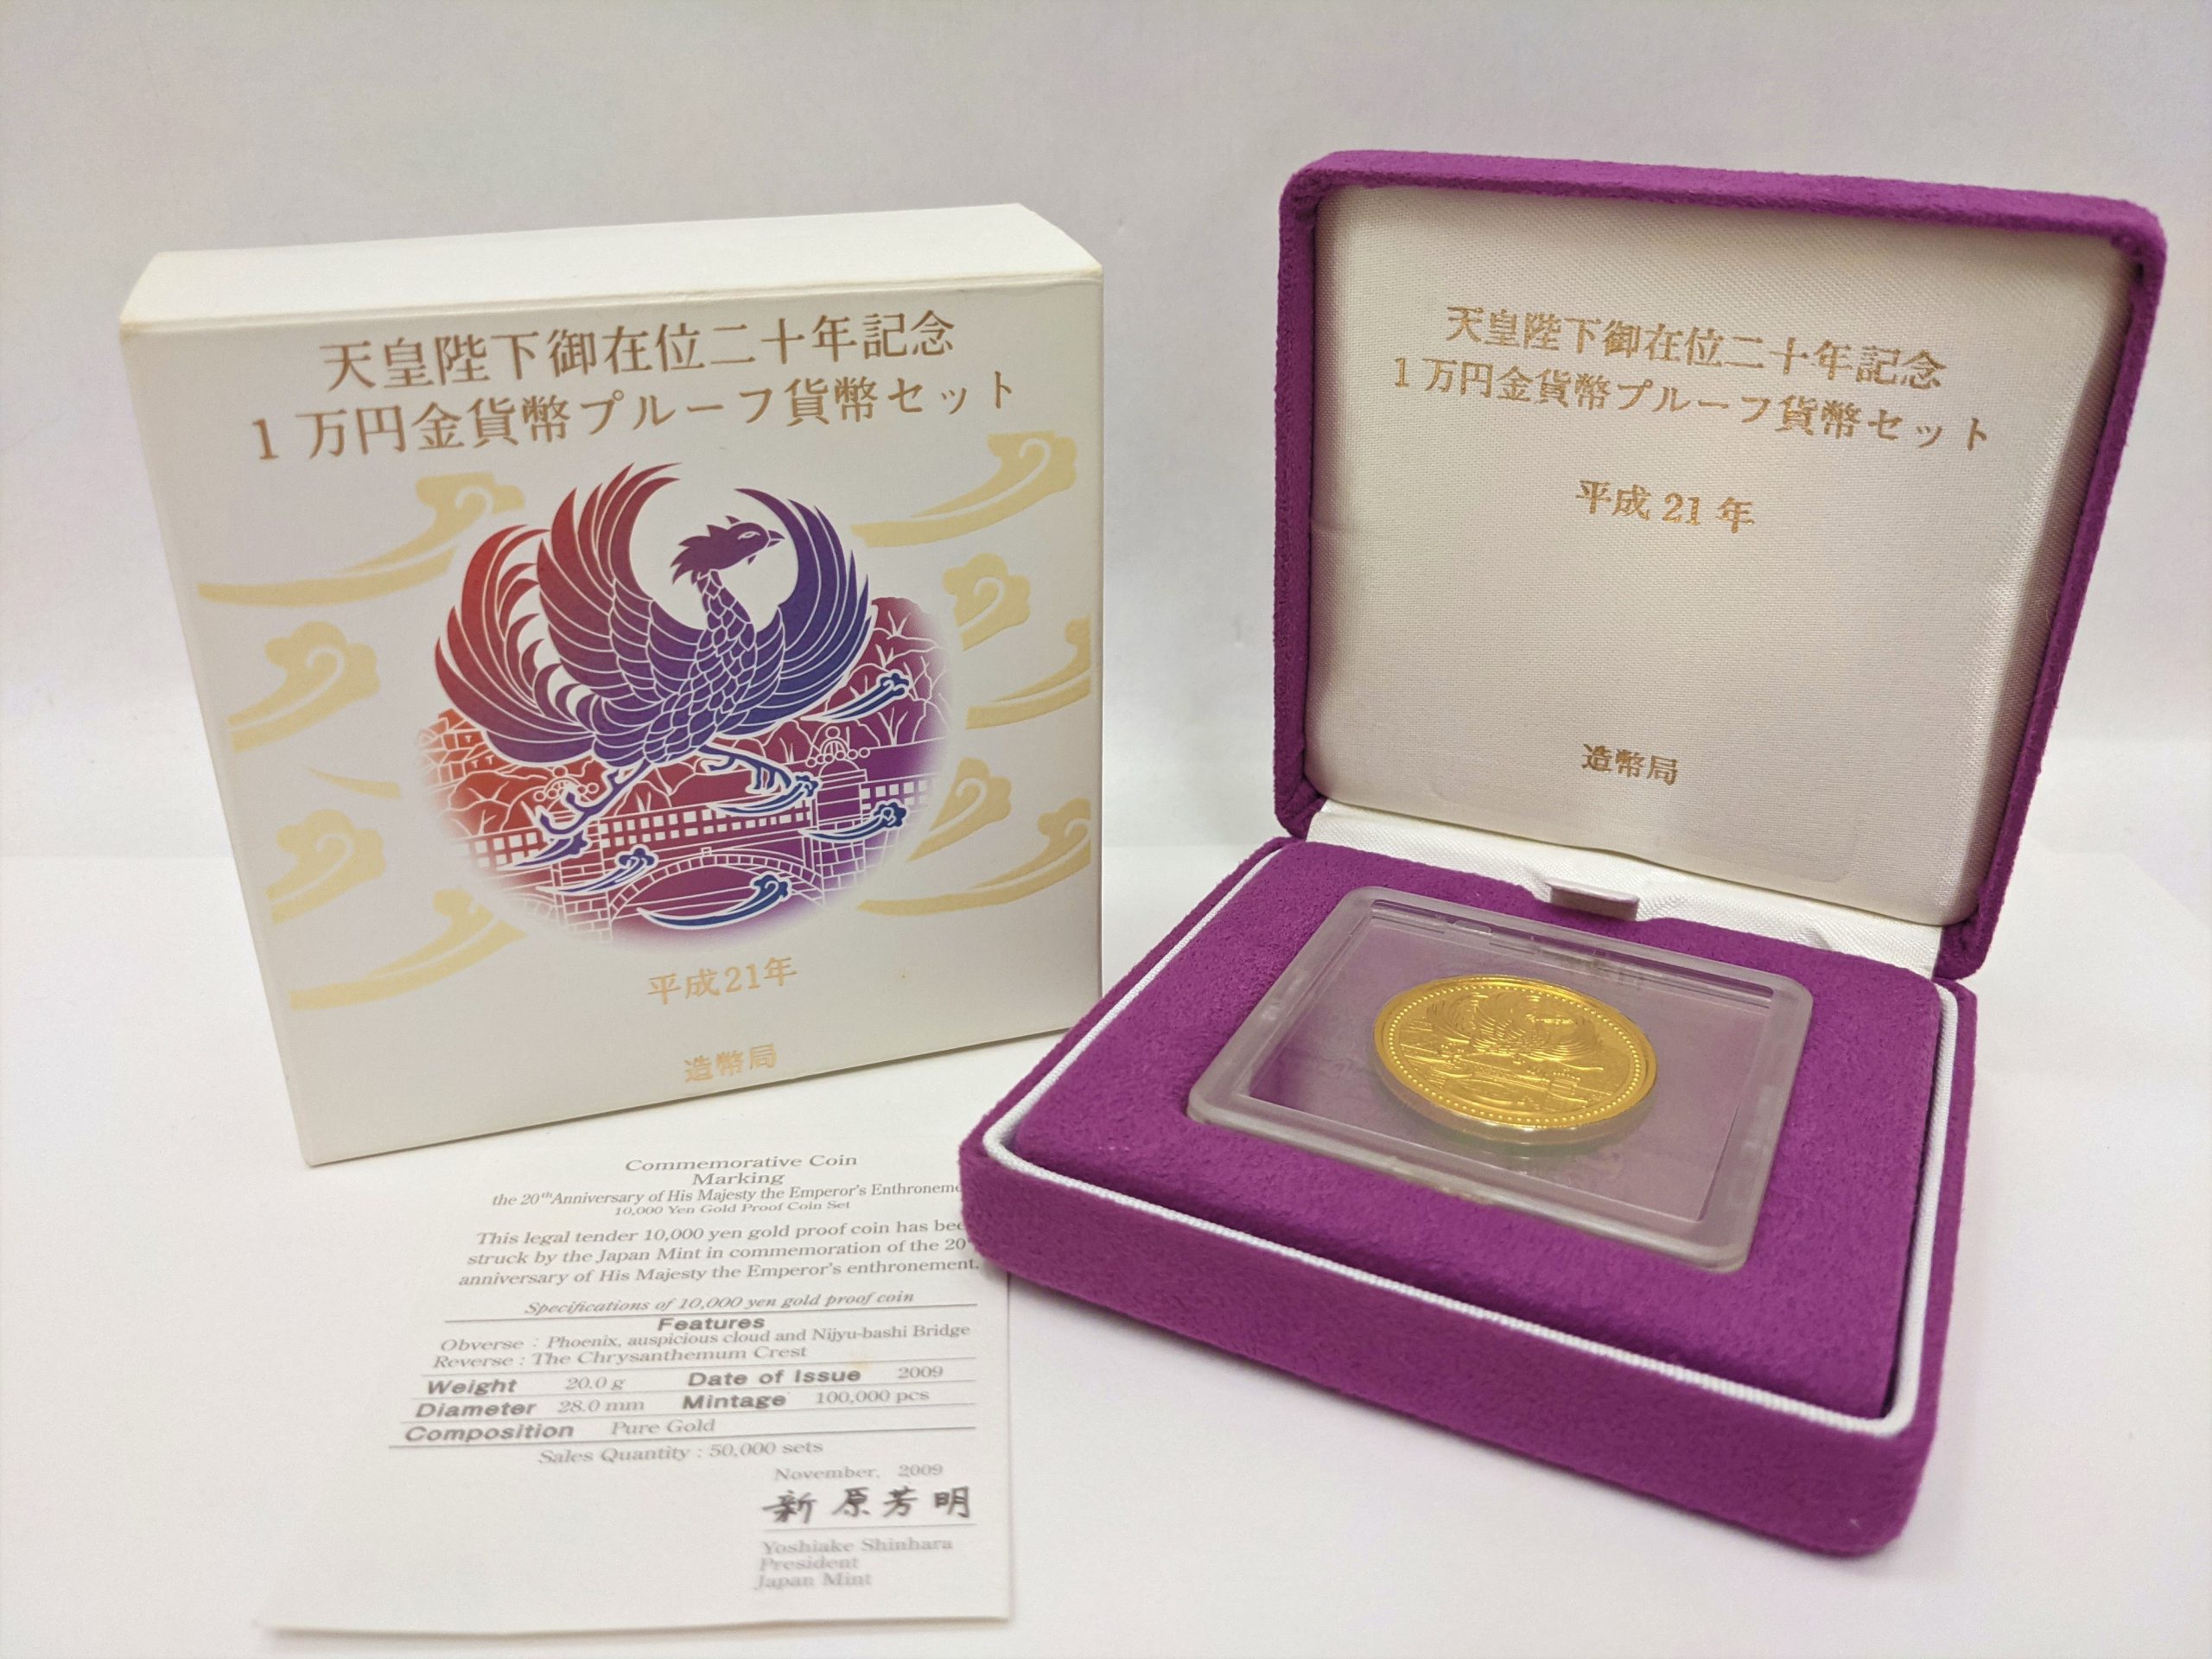 天皇陛下御在位二十年記念
1万円金貨幣プルーフ貨幣セット
平成21年
造幣局
天皇陛下御在位二十年記念
1万円金貨幣プルーフ貨幣セット
平成21年
造幣局
Commemorative Coin
Marking
the 20th Anniversary of His Majesty the Emperor's
10,000 Yen Gold Proof Coin Set
This legal tender 10,000 yen gold proof coin has
struck by the Japan Mint in commemoration of the 20
anniversary of His Majesty the Emperor's enthronement.
Specifications of 10,000 yen gold proof coin
Features
Obverse : Phoenix, auspicious cloud and Nijyu-bashi Bridge
Reverse : The Chrysanthemum Crest
Weight 20.0 g Date of Issue 2009
Diameter 28.0 mm Mintage 100,000 pcs
Composition Pure Gold
Sales Quantity : 50,000 sets
November, 2009
新原芳明
Yoshiake Shinhara
President
Japan Mint